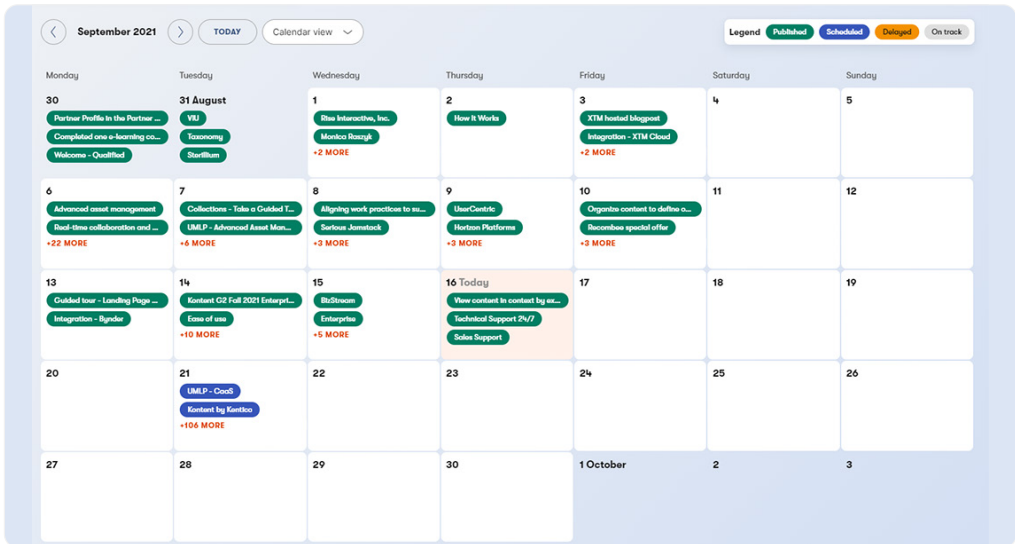 September 2021
TODAY
Calendar view
Legend
Published
Scheduled
Delayed
On track
Monday
Tuesday
Wednesday
Thursday
Friday
Saturday
Sunday
30
Partner Profile in the Partner ...
Completed one e-learning co...
Welcome - Qualified
31 August
VIU
Taxonomy
Sterillium
1
Rise Interactive, Inc.
Monica Raszyk
+2 MORE
2
How It Works
3
XTM hosted blogpost
Integration - XTM Cloud
+2 MORE
4
5
6
Advanced asset management
Real-time collaboration and ...
+22 MORE
7
Collections - Take a Guided T...
UMLP - Advanced Asset Man...
+6 MORE
8
Aligning work practices to su...
Serious Jamstack
+3 MORE
9
UserCentric
Horizon Platforms
+3 MORE
10
Organize content to define o...
Recombee special offer
+3 MORE
11
12
13
Guided tour - Landing Page ...
Integration - Bynder
14
Kontent G2 Fall 2021 Enterpri...
Ease of use
+10 MORE
15
BizStream
Enterprise
+5 MORE
16 Today
View content in context by ex...
Technical Support 24/7
Sales Support
17
18
19
20
21
UMLP - CaaS
Kontent by Kentico
+106 MORE
22
23
24
25
26
27
28
29
30
1 October
2
3